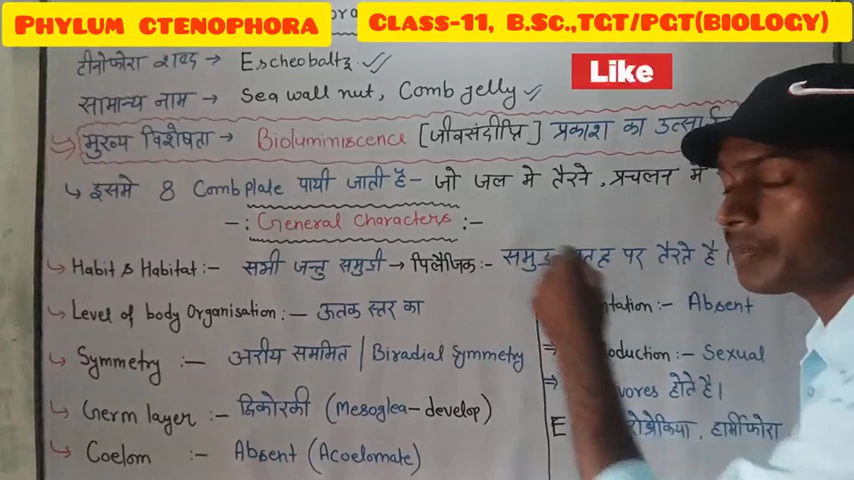 PHYLUM CTENOPHORA
CLASS-11, B.SC.,TGT/PGT(BIOLOGY)
Like
टीनोफोरा शब्द → Escheobaltz
सामान्य नाम → Sea wall nut, Comb jelly
मुख्य विशेषता → Bioluminiscence [जीवसंदीप्ति] प्रकाश का
इसमे 8 Comb plate पायी जाती है - जो जल मे तैरने, प्रचलन में
-: General Characters :-
Habit & Habitat :- सभी जन्तु समुद्री → पिलैजिक :- पर तैरते है।
Level of body Organisation :- ऊतक स्तर का
Symmetry :- अरीय सममित / Biradial Symmetry
Germ layer :- द्विकोरकी (Mesoglea - develop)
Coelom :- Absent (Acoelomate)
:- Absent
:- Sexual
होते है।
हार्मीफोरा